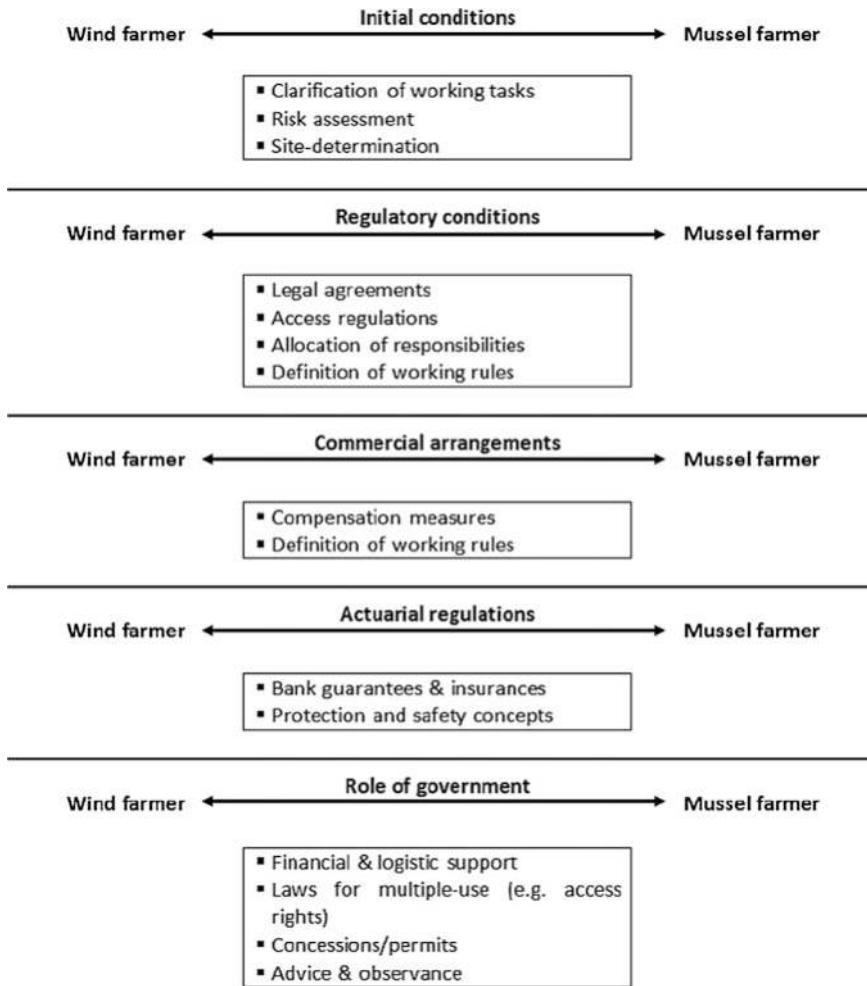 Initial conditions
Wind farmer Mussel farmer
▪ Clarification of working tasks
▪ Risk assessment
▪ Site-determination
Regulatory conditions
Wind farmer Mussel farmer
▪ Legal agreements
▪ Access regulations
▪ Allocation of responsibilities
▪ Definition of working rules
Commercial arrangements
Wind farmer Mussel farmer
▪ Compensation measures
▪ Definition of working rules
Actuarial regulations
Wind farmer Mussel farmer
▪ Bank guarantees & insurances
▪ Protection and safety concepts
Role of government
Wind farmer Mussel farmer
▪ Financial & logistic support
▪ Laws for multiple-use (e.g. access
rights)
▪ Concessions/permits
▪ Advice & observance